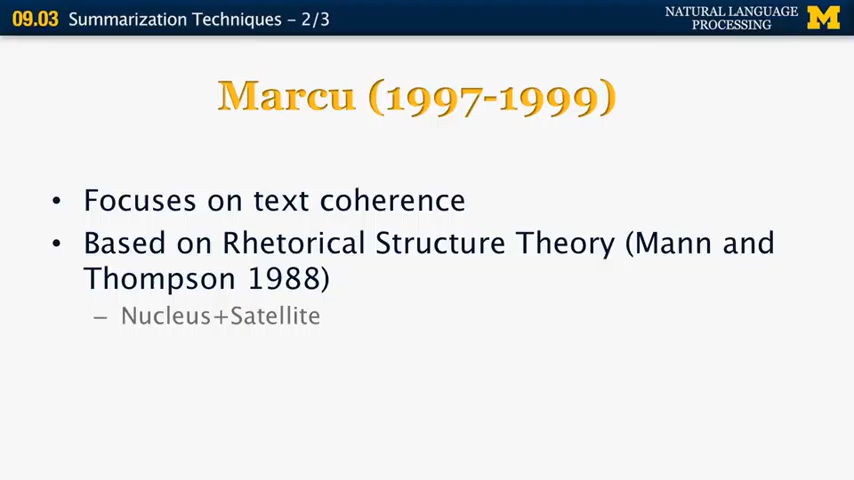 09.03 Summarization Techniques – 2/3
NATURAL LANGUAGE
PROCESSING
M
Marcu (1997-1999)
• Focuses on text coherence
• Based on Rhetorical Structure Theory (Mann and
Thompson 1988)
– Nucleus+Satellite